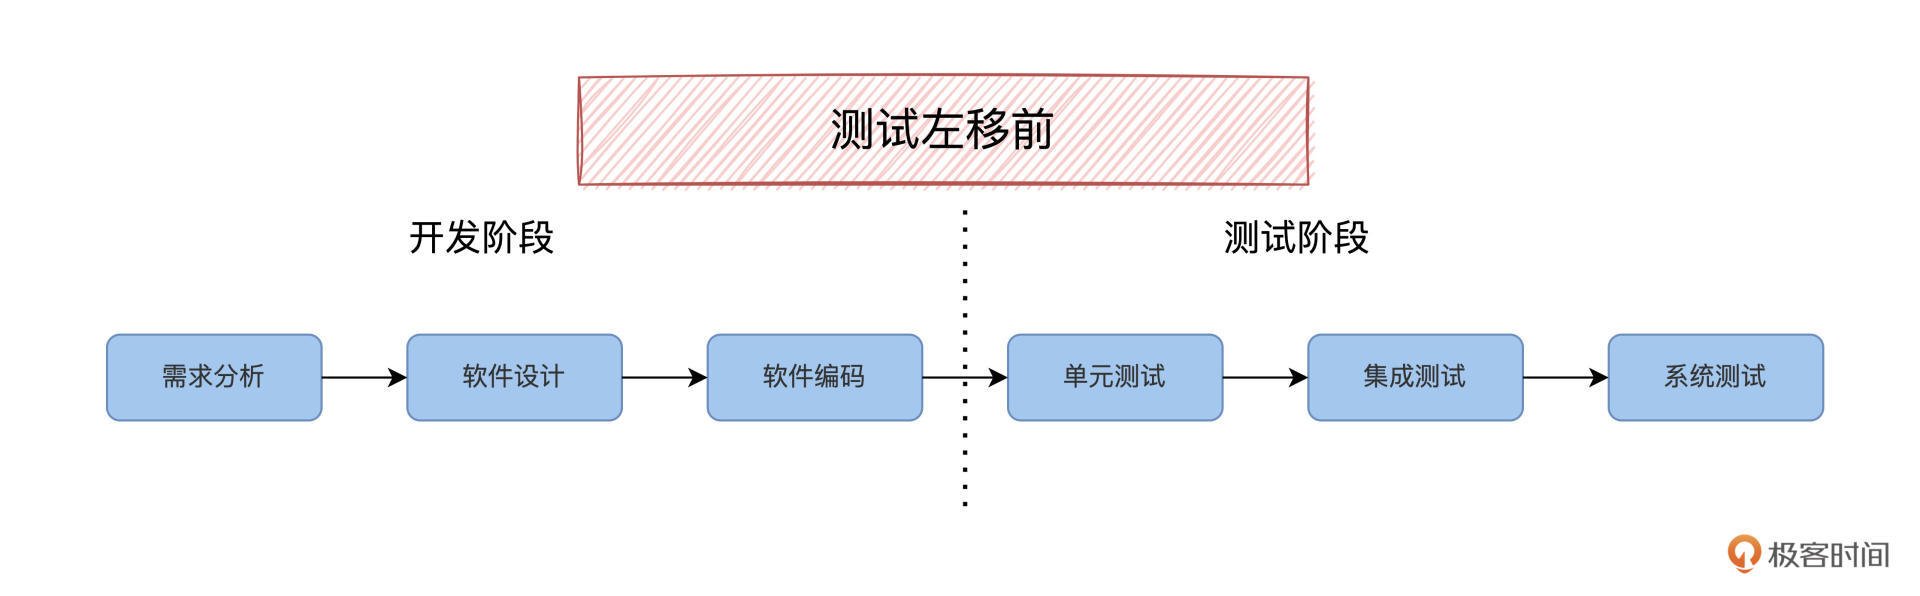 测试左移前
开发阶段
测试阶段
需求分析
软件设计
软件编码
单元测试
集成测试
系统测试
极客时间